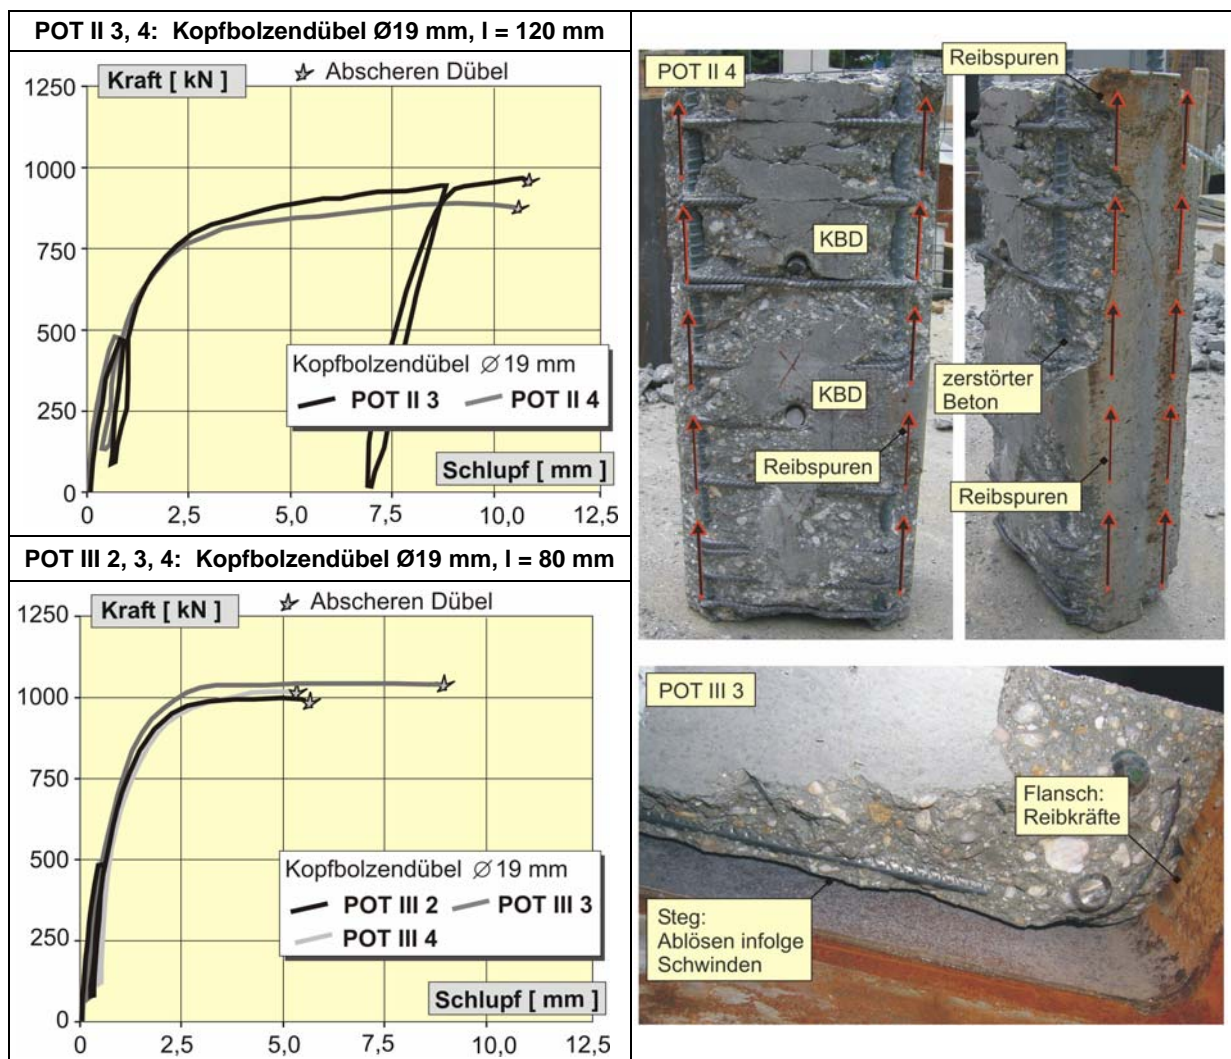 POT II 3, 4: Kopfbolzendübel Ø19 mm, l = 120 mm
Kraft [ kN ]
Abscheren Dübel
1250
1000
750
500
250
0
Kopfbolzendübel ∅ 19 mm
POT II 3 POT II 4
Schlupf [ mm ]
0 2,5 5,0 7,5 10,0 12,5
POT III 2, 3, 4: Kopfbolzendübel Ø19 mm, l = 80 mm
Kraft [ kN ]
Abscheren Dübel
1250
1000
750
500
250
0
Kopfbolzendübel ∅ 19 mm
POT III 2 POT III 3
POT III 4
Schlupf [ mm ]
0 2,5 5,0 7,5 10,0 12,5
POT II 4
Reibspuren
KBD
KBD
zerstörter
Beton
Reibspuren
Reibspuren
POT III 3
Flansch:
Reibkräfte
Steg:
Ablösen infolge
Schwinden